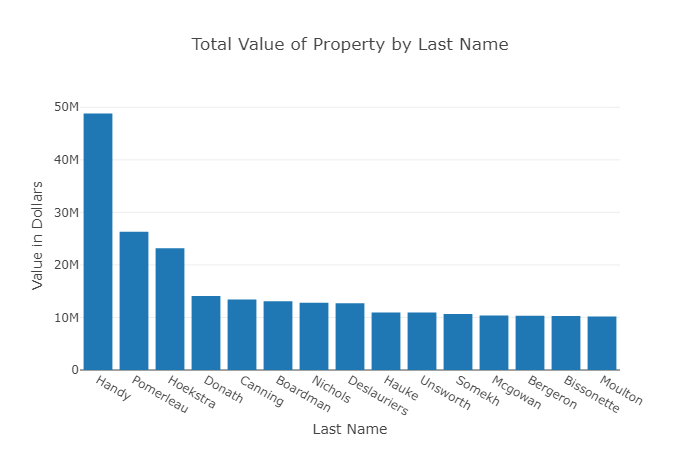 Total Value of Property by Last Name
50M
40M
30M
20M
10M
0
Value in Dollars
Handy
Pomerleau
Hoekstra
Donath
Canning
Boardman
Nichols
Deslauriers
Hauke
Unsworth
Somekh
Mcgowan
Bergeron
Bissonette
Moulton
Last Name